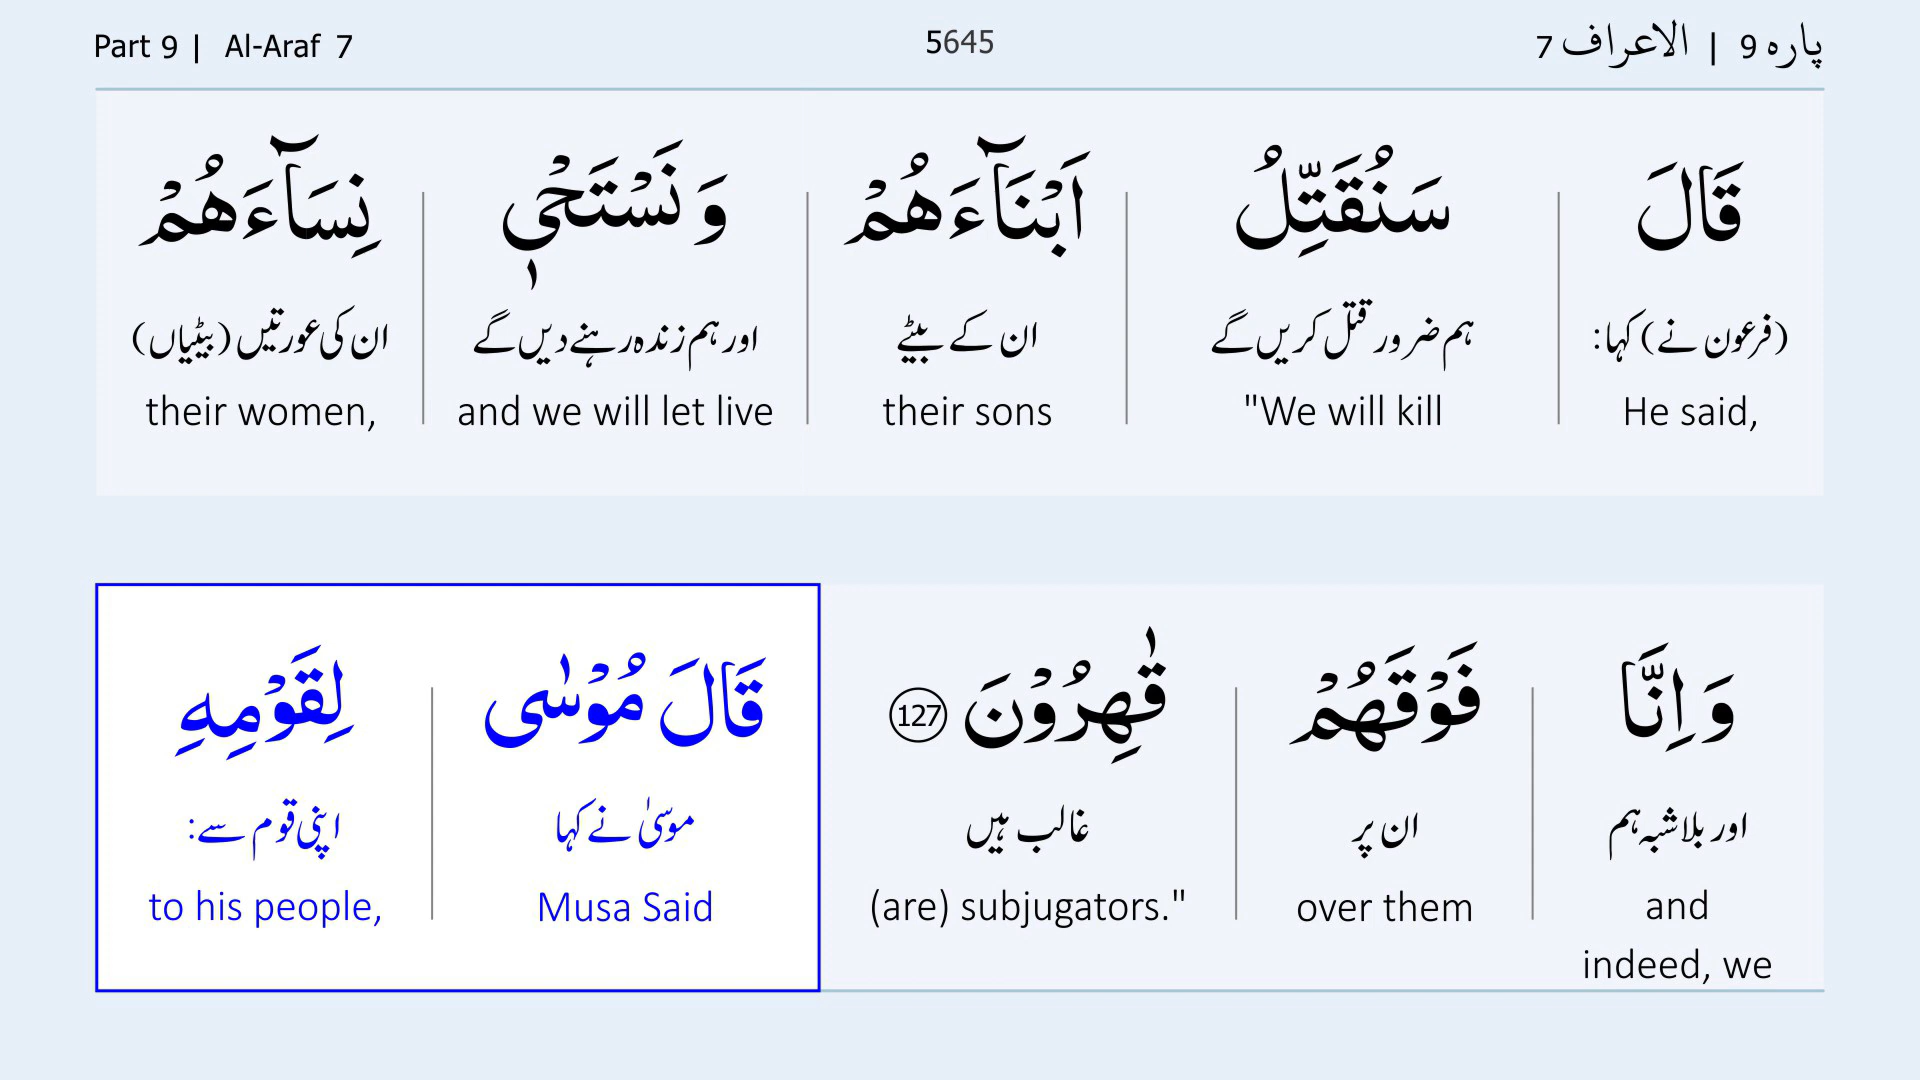 Part 9 | Al-Araf 7
5645
پارہ 9 | الاعراف 7
قَالَ سَنُقَتِّلُ اَبْنَآءَهُمْ وَ نَسْتَحْیٖ نِسَآءَهُمْ
(فرعون نے) کہا: ہم ضرور قتل کریں گے ان کے بیٹے اور ہم زندہ رہنے دیں گے ان کی عورتیں (بیٹیاں)
He said, "We will kill their sons and we will let live their women,
وَ اِنَّا فَوْقَهُمْ قٰهِرُوْنَ 127 قَالَ مُوْسٰی لِقَوْمِهِ
اور بلاشبہ ہم ان پر غالب ہیں موسیٰ نے کہا اپنی قوم سے:
and indeed, we over them (are) subjugators." Musa Said to his people,